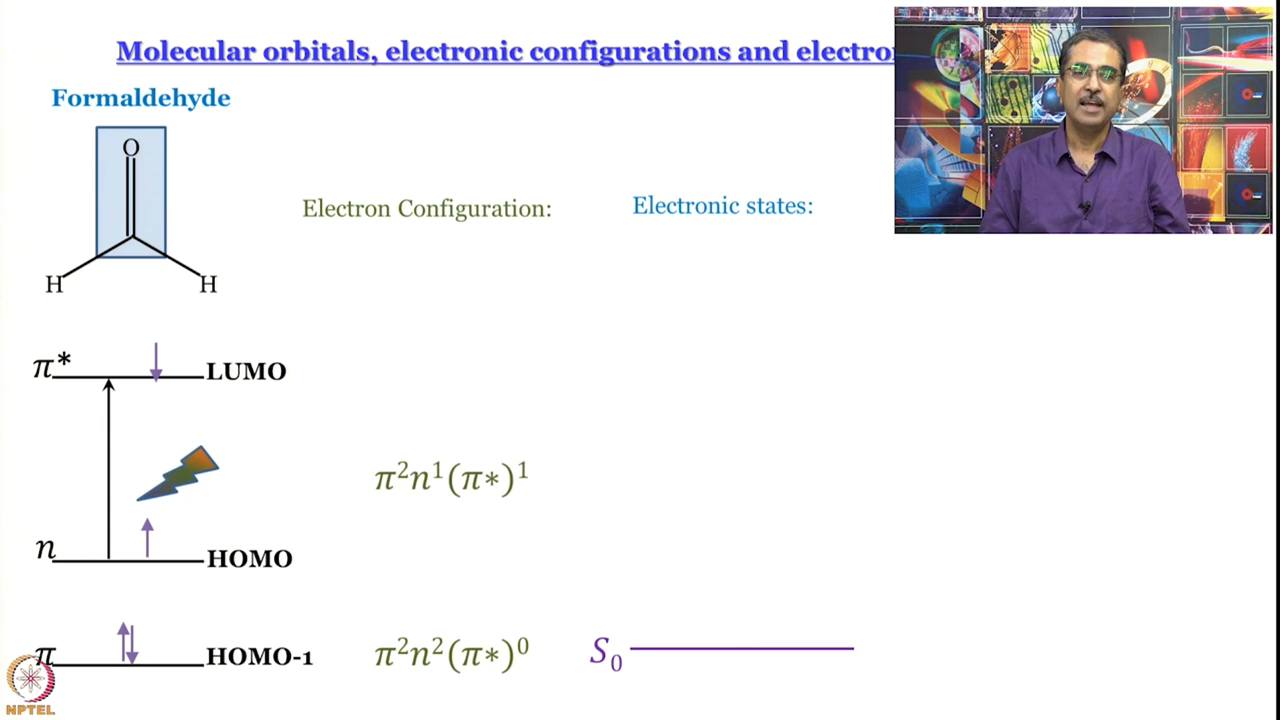 Molecular orbitals, electronic configurations and electro
Formaldehyde
O
H H
Electron Configuration:
Electronic states:
π* LUMO
π²n¹(π*)¹
n HOMO
π HOMO-1
π²n²(π*)⁰
S₀
NPTEL